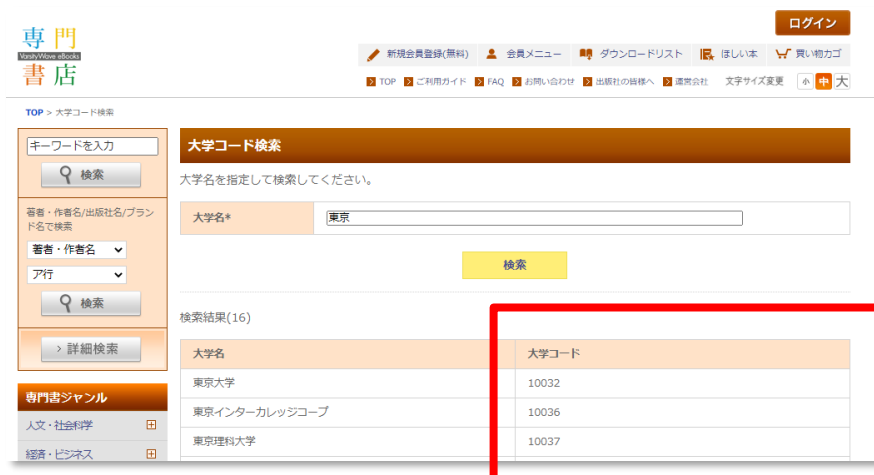 ログイン
専門
VarsityWave eBooks
書店
新規会員登録(無料) 会員メニュー ダウンロードリスト ほしい本 買い物カゴ
TOP ご利用ガイド FAQ お問い合わせ 出版社の皆様へ 運営会社 文字サイズ変更 小 中 大
TOP > 大学コード検索
キーワードを入力
検索
著者・作者名/出版社名/ブランド名で検索
著者・作者名
ア行
検索
› 詳細検索
専門書ジャンル
人文・社会科学
経済・ビジネス
大学コード検索
大学名を指定して検索してください。
大学名* 東京
検索
検索結果(16)
大学名 大学コード
東京大学 10032
東京インターカレッジコープ 10036
東京理科大学 10037